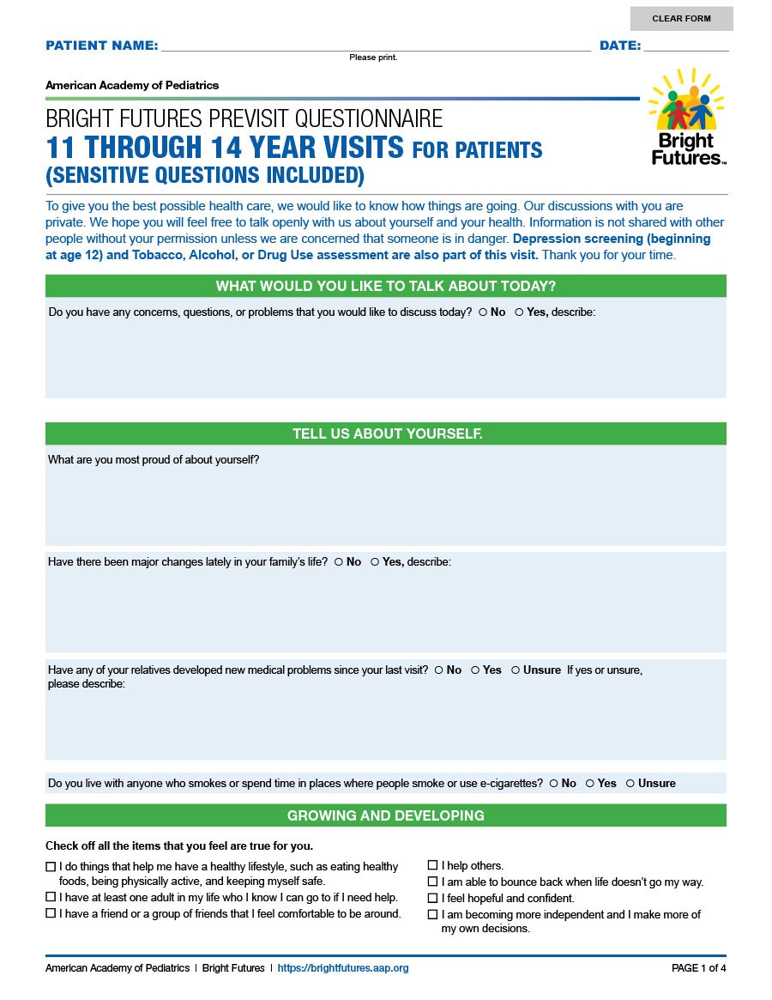 CLEAR FORM
PATIENT NAME: DATE:
Please print.
American Academy of Pediatrics
BRIGHT FUTURES PREVISIT QUESTIONNAIRE
11 THROUGH 14 YEAR VISITS FOR PATIENTS
(SENSITIVE QUESTIONS INCLUDED)
Bright
Futures™
To give you the best possible health care, we would like to know how things are going. Our discussions with you are
private. We hope you will feel free to talk openly with us about yourself and your health. Information is not shared with other
people without your permission unless we are concerned that someone is in danger. Depression screening (beginning
at age 12) and Tobacco, Alcohol, or Drug Use assessment are also part of this visit. Thank you for your time.
WHAT WOULD YOU LIKE TO TALK ABOUT TODAY?
Do you have any concerns, questions, or problems that you would like to discuss today? ○ No ○ Yes, describe:
TELL US ABOUT YOURSELF.
What are you most proud of about yourself?
Have there been major changes lately in your family's life? ○ No ○ Yes, describe:
Have any of your relatives developed new medical problems since your last visit? ○ No ○ Yes ○ Unsure If yes or unsure,
please describe:
Do you live with anyone who smokes or spend time in places where people smoke or use e-cigarettes? ○ No ○ Yes ○ Unsure
GROWING AND DEVELOPING
Check off all the items that you feel are true for you.
☐ I do things that help me have a healthy lifestyle, such as eating healthy
foods, being physically active, and keeping myself safe.
☐ I have at least one adult in my life who I know I can go to if I need help.
☐ I have a friend or a group of friends that I feel comfortable to be around.
☐ I help others.
☐ I am able to bounce back when life doesn't go my way.
☐ I feel hopeful and confident.
☐ I am becoming more independent and I make more of
my own decisions.
American Academy of Pediatrics | Bright Futures | https://brightfutures.aap.org PAGE 1 of 4